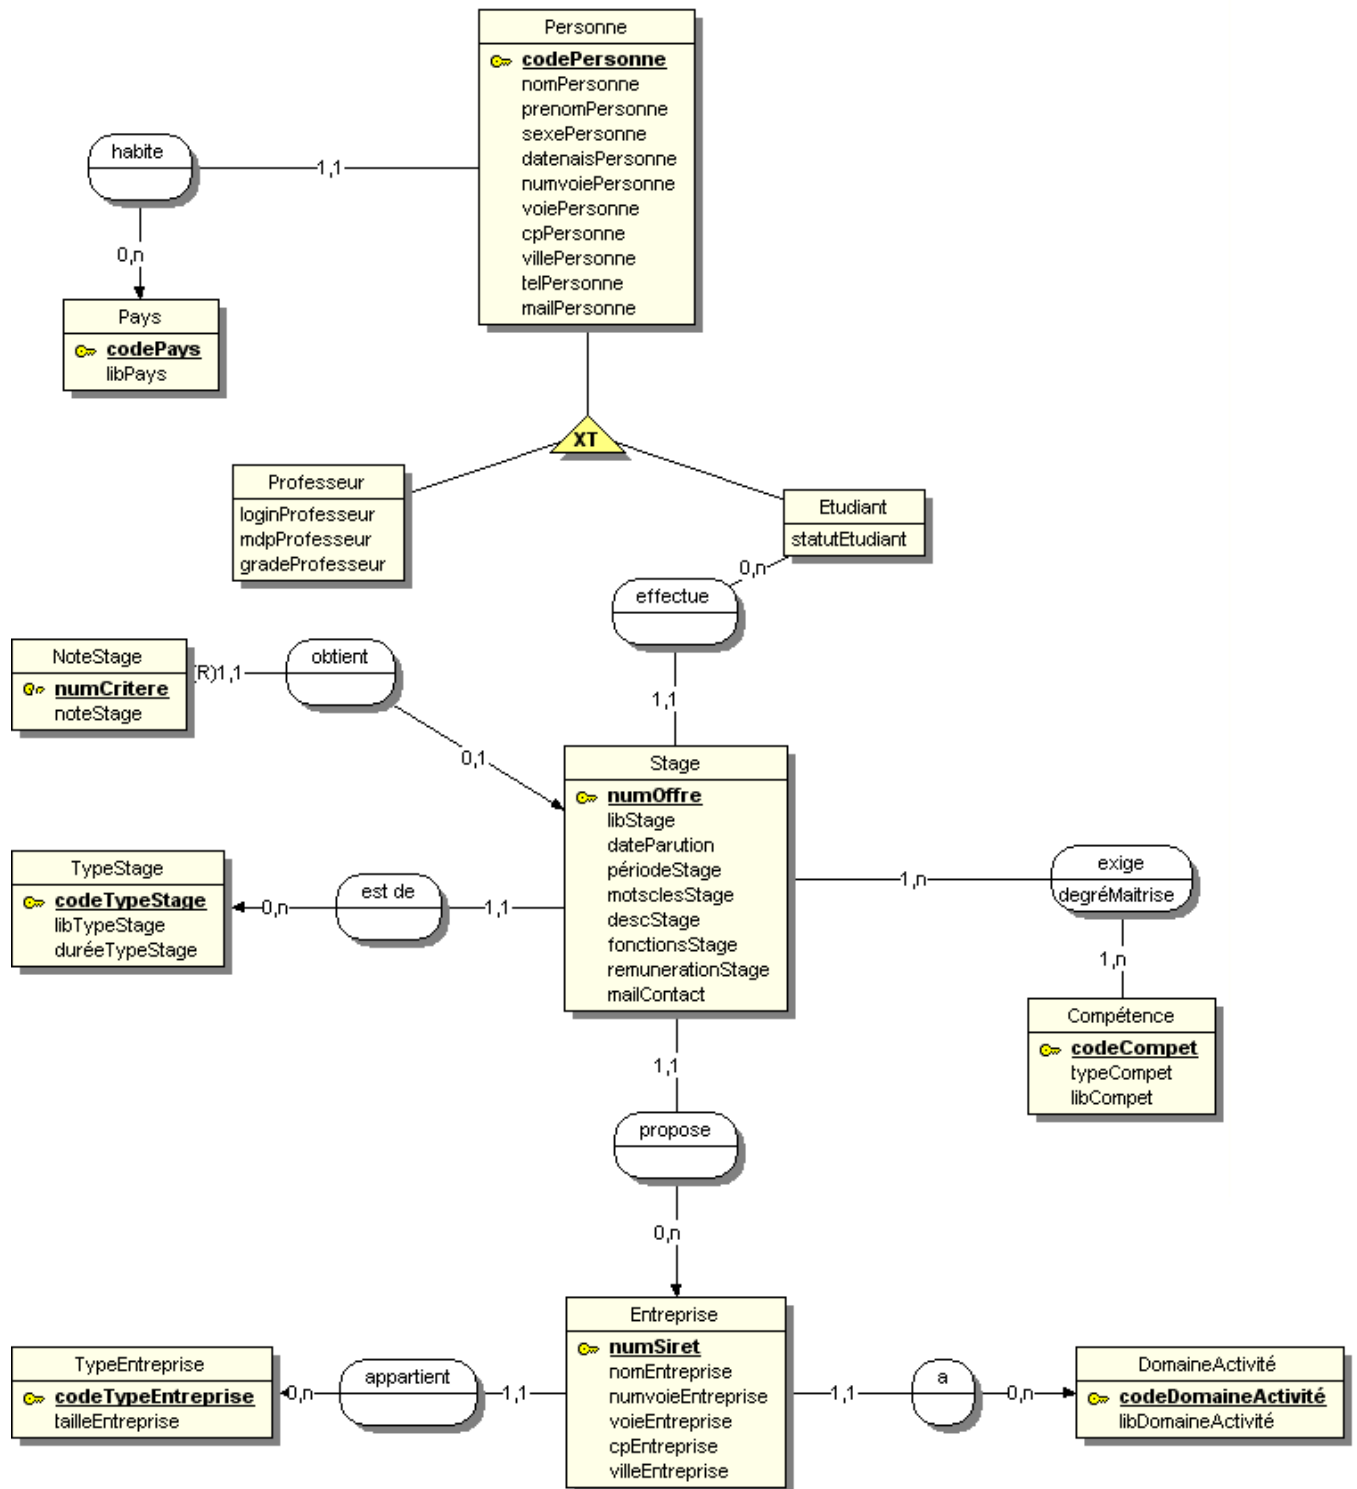 Personne
codePersonne
nomPersonne
prenomPersonne
sexePersonne
datenaisPersonne
numvoiePersonne
voiePersonne
cpPersonne
villePersonne
telPersonne
mailPersonne
habite
1,1
0,n
Pays
codePays
libPays
XT
Professeur
loginProfesseur
mdpProfesseur
gradeProfesseur
Etudiant
statutEtudiant
0,n
effectue
1,1
NoteStage
numCritere
noteStage
(R)1,1
obtient
0,1
Stage
numOffre
libStage
dateParution
périodeStage
motsclesStage
descStage
fonctionsStage
remunerationStage
mailContact
TypeStage
codeTypeStage
libTypeStage
duréeTypeStage
0,n
est de
1,1
1,n
exige
degréMaitrise
1,n
Compétence
codeCompet
typeCompet
libCompet
1,1
propose
0,n
Entreprise
numSiret
nomEntreprise
numvoieEntreprise
voieEntreprise
cpEntreprise
villeEntreprise
TypeEntreprise
codeTypeEntreprise
tailleEntreprise
0,n
appartient
1,1
1,1
a
0,n
DomaineActivité
codeDomaineActivité
libDomaineActivité